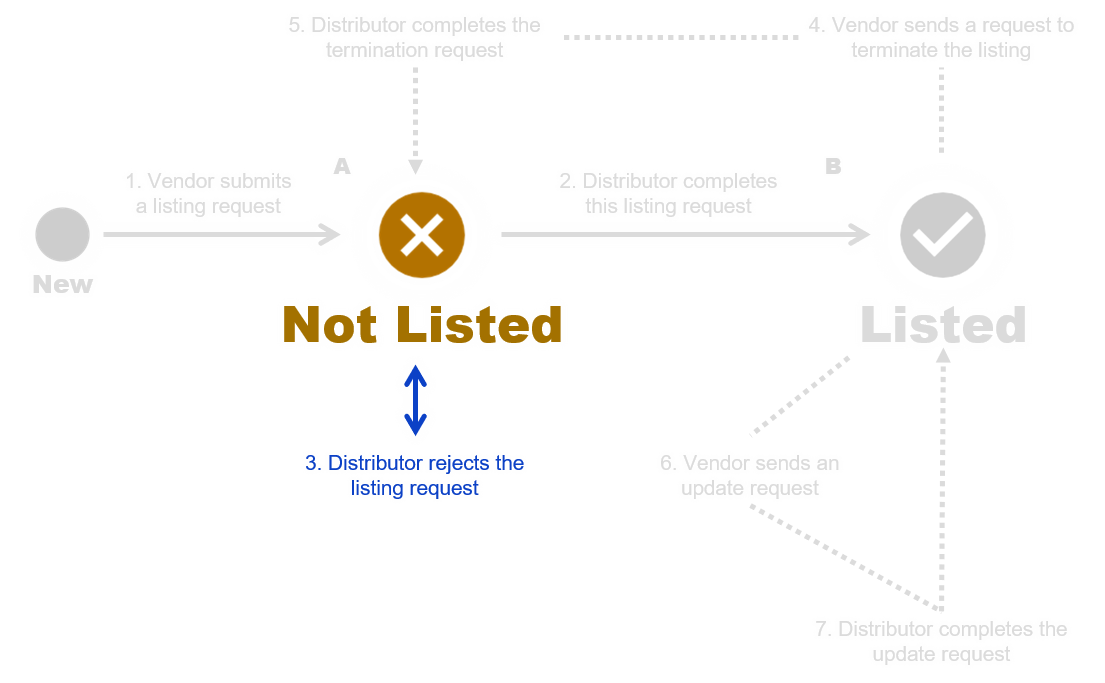 5. Distributor completes the
termination request
4. Vendor sends a request to
terminate the listing
A
B
1. Vendor submits
a listing request
2. Distributor completes
this listing request
New
Not Listed
Listed
3. Distributor rejects the
listing request
6. Vendor sends an
update request
7. Distributor completes the
update request